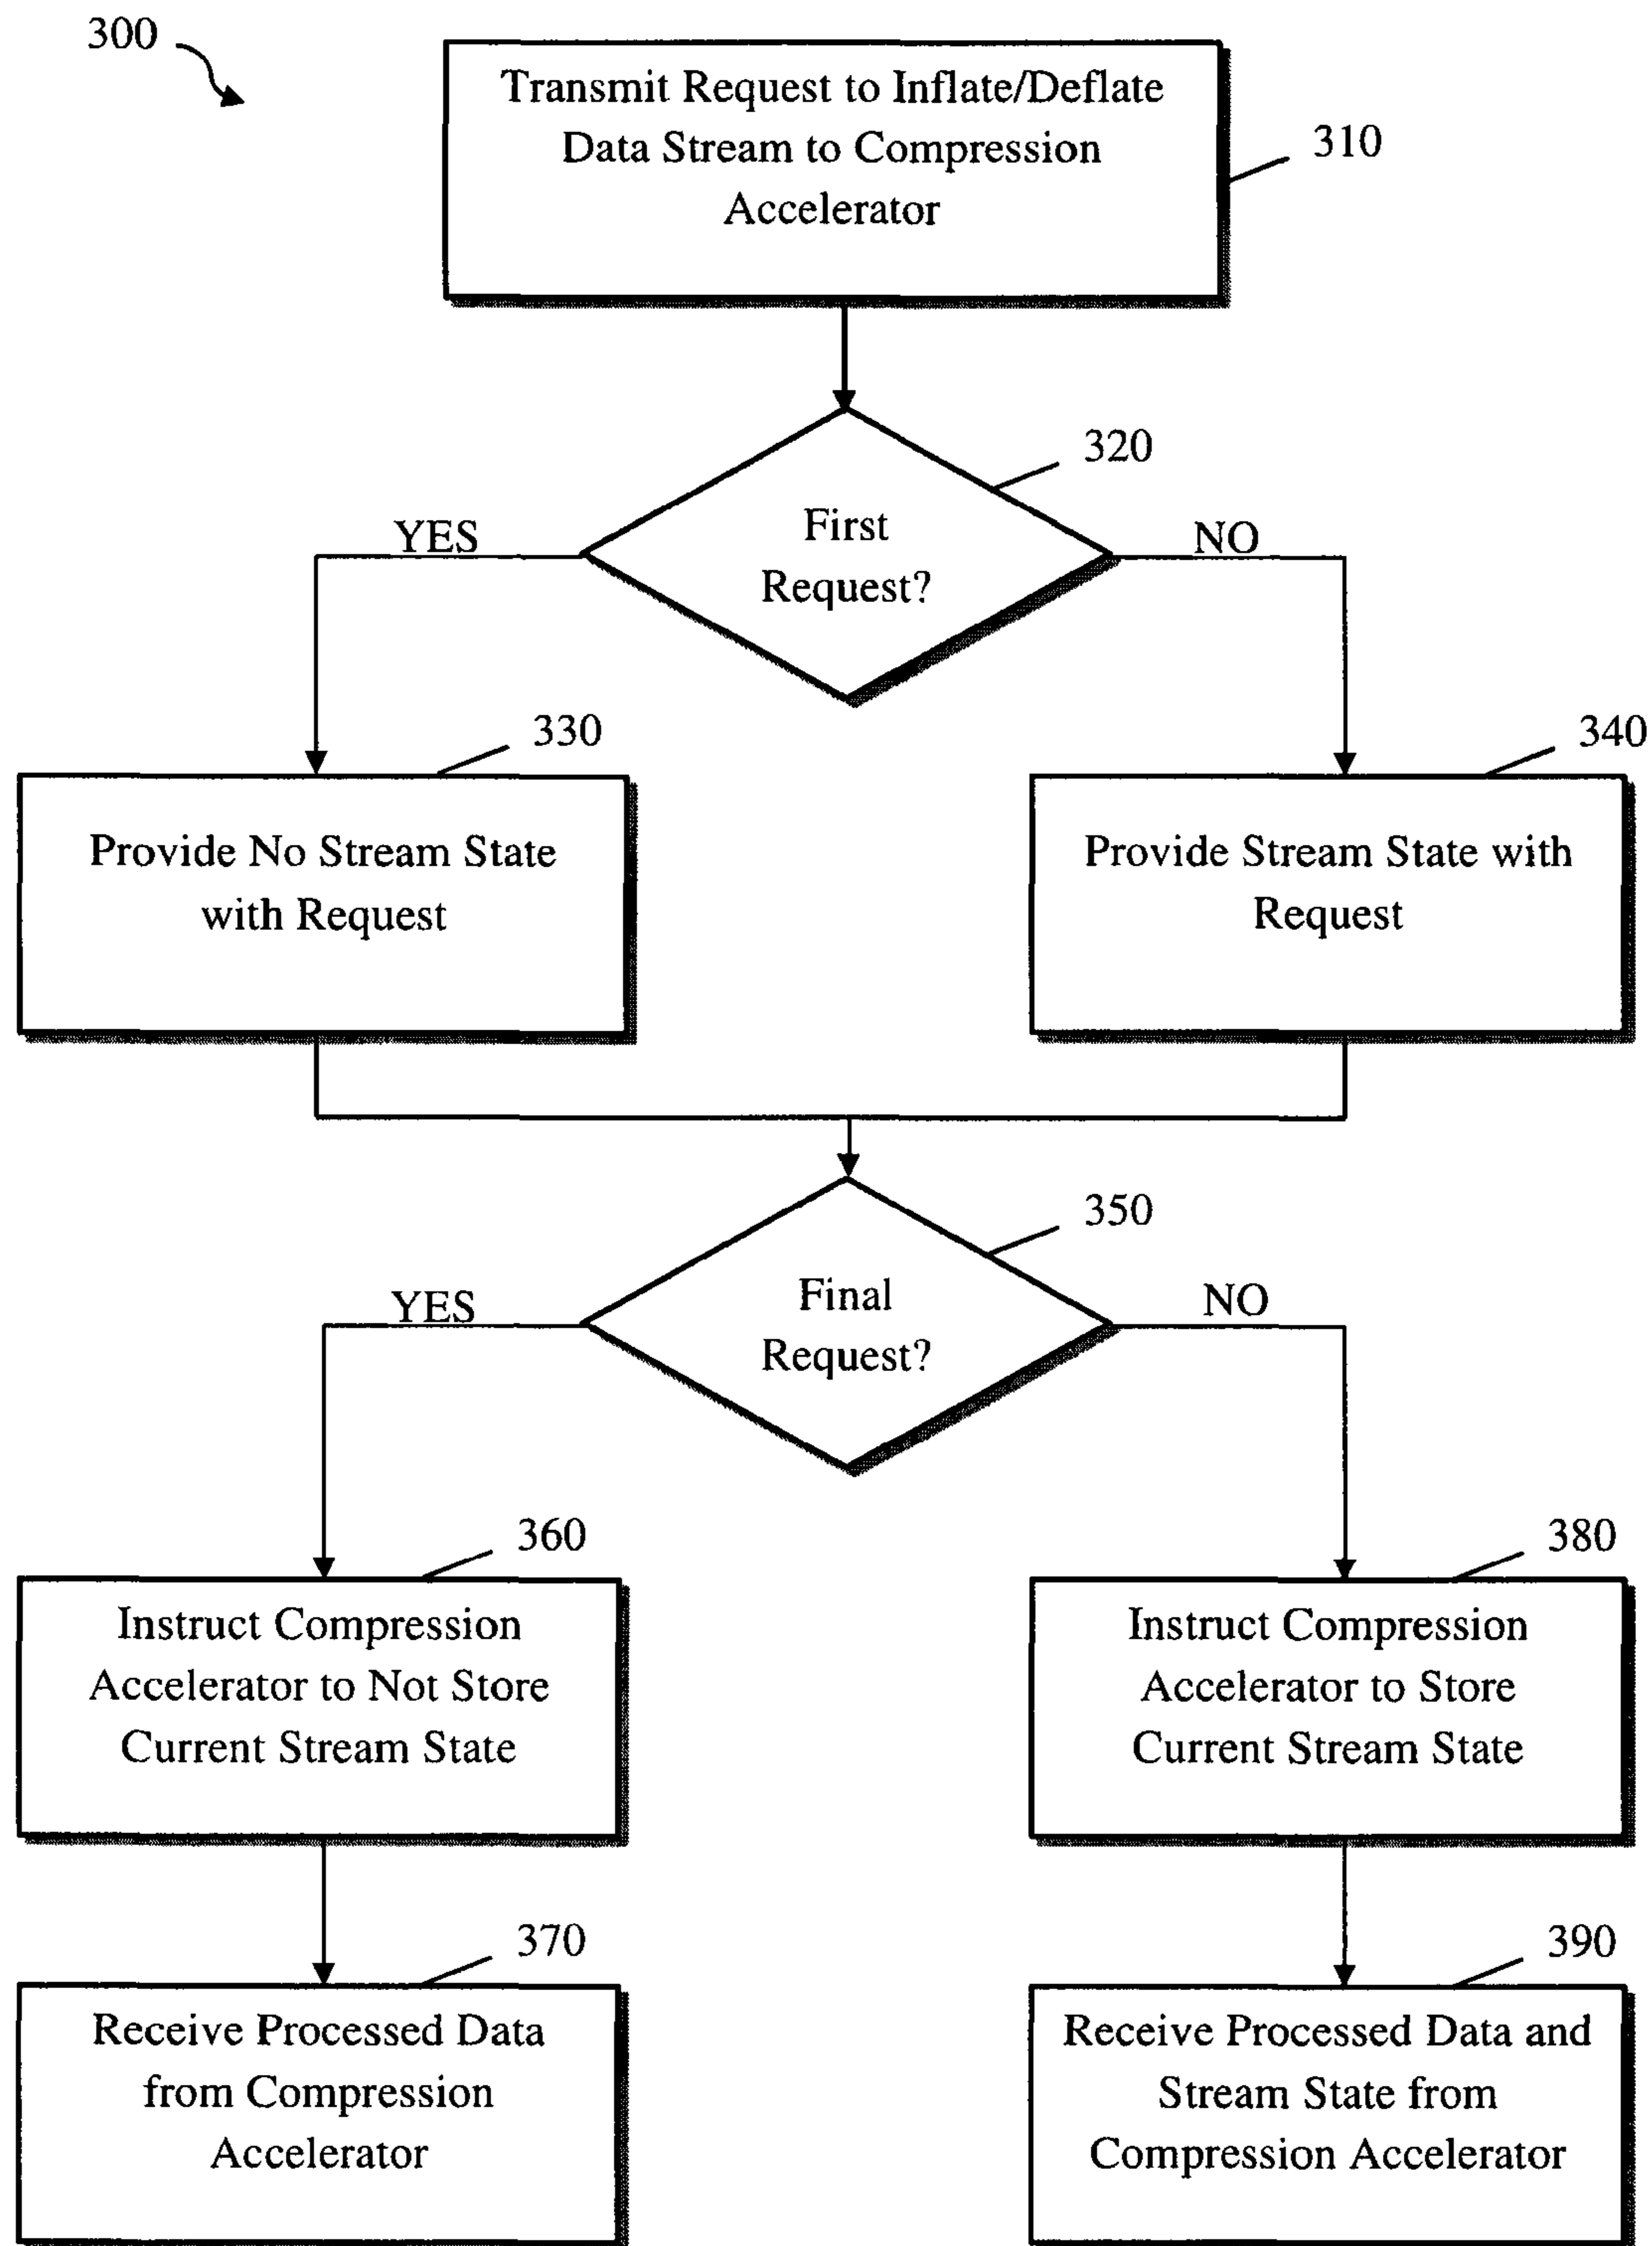 300
Transmit Request to Inflate/Deflate
Data Stream to Compression
Accelerator
310
320
First
Request?
YES
NO
330
340
Provide No Stream State
with Request
Provide Stream State with
Request
350
Final
Request?
YES
NO
360
380
Instruct Compression
Accelerator to Not Store
Current Stream State
Instruct Compression
Accelerator to Store
Current Stream State
370
390
Receive Processed Data
from Compression
Accelerator
Receive Processed Data and
Stream State from
Compression Accelerator